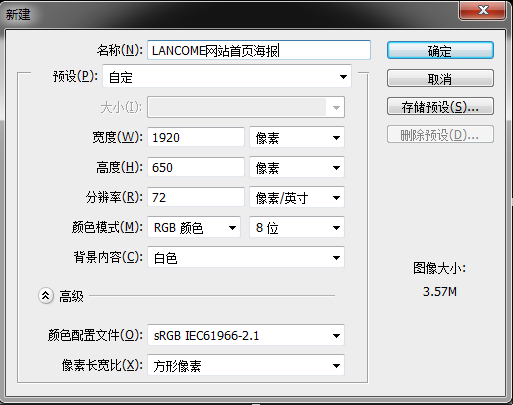 新建
名称(N): LANCOME网站首页海报
确定
预设(P): 自定
取消
大小(I):
存储预设(S)...
宽度(W): 1920 像素
删除预设(D)...
高度(H): 650 像素
分辨率(R): 72 像素/英寸
颜色模式(M): RGB 颜色 8 位
背景内容(C): 白色
图像大小:
3.57M
高级
颜色配置文件(O): sRGB IEC61966-2.1
像素长宽比(X): 方形像素